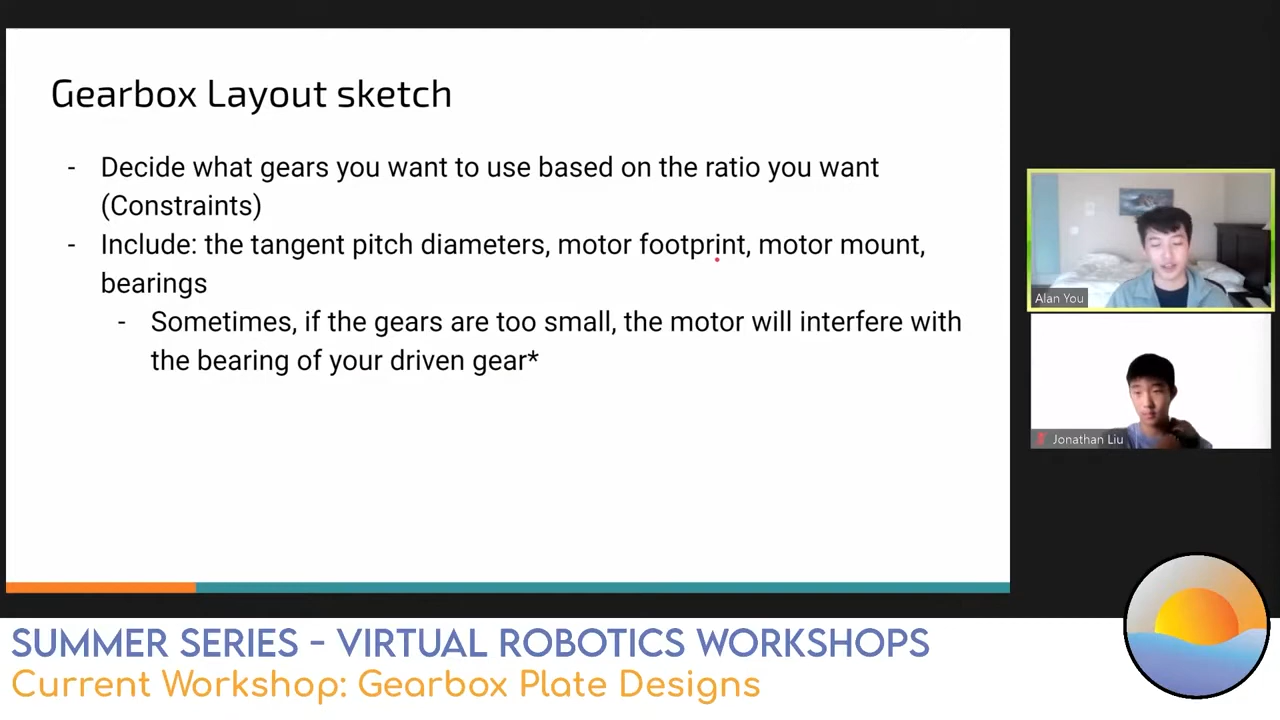 Gearbox Layout sketch
- Decide what gears you want to use based on the ratio you want
(Constraints)
- Include: the tangent pitch diameters, motor footprint, motor mount,
bearings
- Sometimes, if the gears are too small, the motor will interfere with
the bearing of your driven gear*
Alan You
Jonathan Liu
SUMMER SERIES - VIRTUAL ROBOTICS WORKSHOPS
Current Workshop: Gearbox Plate Designs